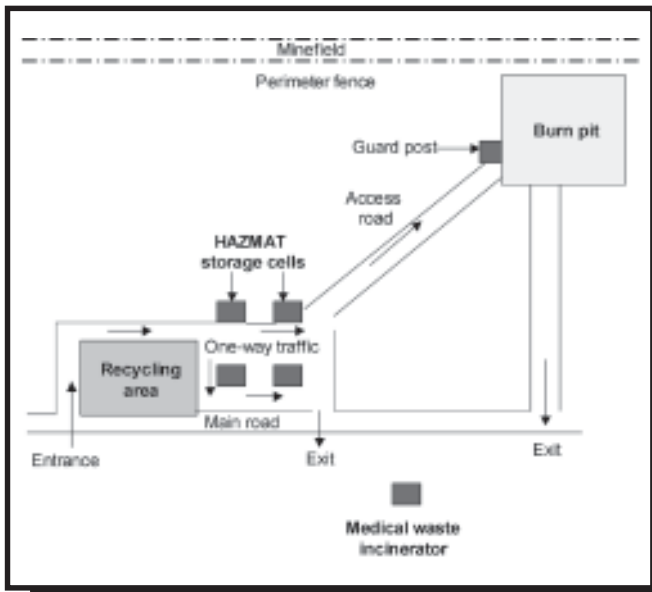 Minefield
Perimeter fence
Burn pit
Guard post
Access
road
HAZMAT
storage cells
One-way traffic
Recycling
area
Main road
Entrance
Exit
Exit
Medical waste
incinerator